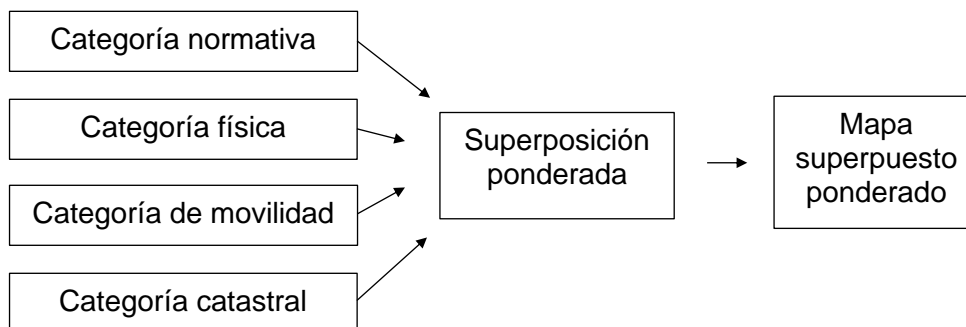 Categoría normativa
Categoría física
Categoría de movilidad
Categoría catastral
Superposición
ponderada
Mapa
superpuesto
ponderado